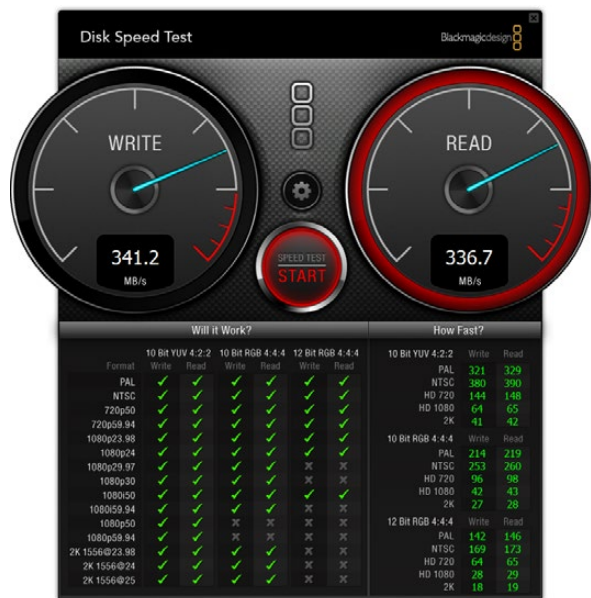 Disk Speed Test
Blackmagicdesign
WRITE
READ
341.2
MB/s
SPEED TEST
START
336.7
MB/s
Will it Work?
10 Bit YUV 4:2:2 10 Bit RGB 4:4:4 12 Bit RGB 4:4:4
Format Write Read Write Read Write Read
PAL ✓ ✓ ✓ ✓ ✓ ✓
NTSC ✓ ✓ ✓ ✓ ✓ ✓
720p50 ✓ ✓ ✓ ✓ ✓ ✓
720p59.94 ✓ ✓ ✓ ✓ ✓ ✓
1080p23.98 ✓ ✓ ✓ ✓ ✓ ✓
1080p24 ✓ ✓ ✓ ✓ ✓ ✓
1080p29.97 ✓ ✓ ✓ ✓ x x
1080p30 ✓ ✓ ✓ ✓ x x
1080i50 ✓ ✓ ✓ ✓ ✓ ✓
1080i59.94 ✓ ✓ ✓ ✓ x x
1080p50 ✓ ✓ x x x x
1080p59.94 ✓ ✓ x x x x
2K 1556@23.98 ✓ ✓ ✓ ✓ x x
2K 1556@24 ✓ ✓ ✓ ✓ x x
2K 1556@25 ✓ ✓ ✓ ✓ x x
How Fast?
10 Bit YUV 4:2:2 Write Read
PAL 321 329
NTSC 380 390
HD 720 144 148
HD 1080 64 65
2K 41 42
10 Bit RGB 4:4:4 Write Read
PAL 214 219
NTSC 253 260
HD 720 96 98
HD 1080 42 43
2K 27 28
12 Bit RGB 4:4:4 Write Read
PAL 142 146
NTSC 169 173
HD 720 64 65
HD 1080 28 29
2K 18 19